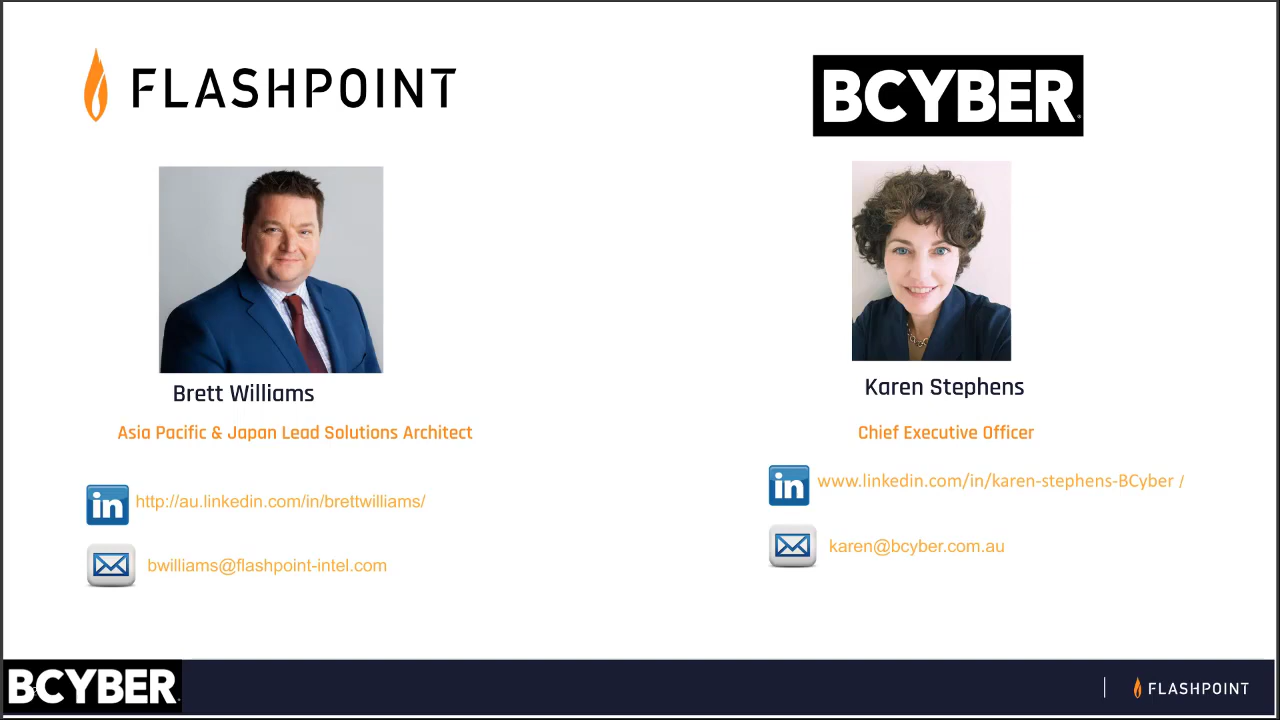 FLASHPOINT
BCYBER
Brett Williams
Karen Stephens
Asia Pacific & Japan Lead Solutions Architect
Chief Executive Officer
in http://au.linkedin.com/in/brettwilliams/
in www.linkedin.com/in/karen-stephens-BCyber /
bwilliams@flashpoint-intel.com
karen@bcyber.com.au
BCYBER
FLASHPOINT